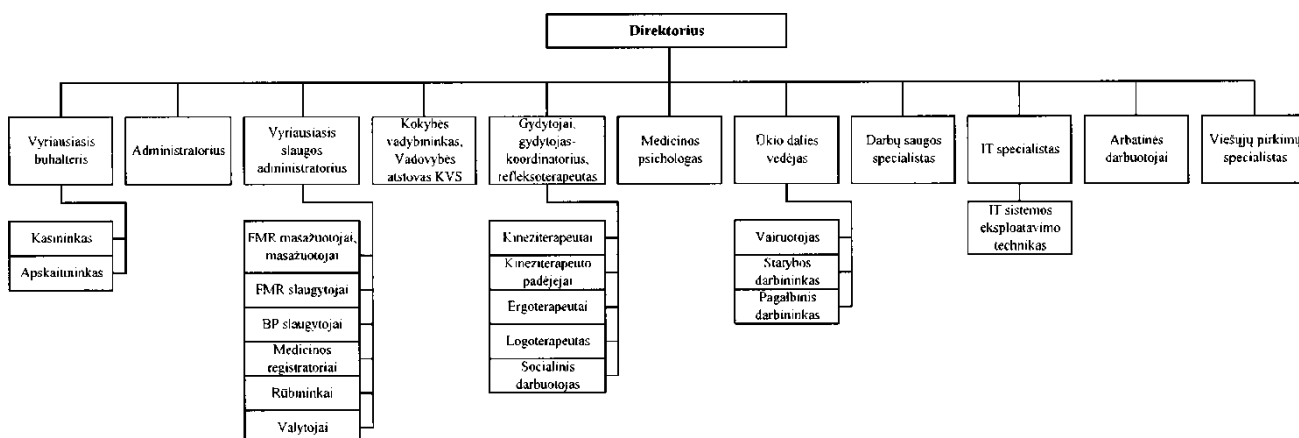 Direktorius
Vyriausiasis
buhalteris
Administratorius
Vyriausiasis
slaugos
administratorius
Kokybės
vadybininkas,
Vadovybės
atstovas KVS
Gydytojai,
gydytojas-
koordinatorius,
refleksoterapeutas
Medicinos
psichologas
Ūkio dalies
vedėjas
Darbų saugos
specialistas
IT specialistas
Arbatinės
darbuotojai
Viešųjų pirkimų
specialistas
Kasininkas
Apskaitininkas
FMR masažuotojai,
masažuotojai
FMR slaugytojai
BP slaugytojai
Medicinos
registratoriai
Rūbininkai
Valytojai
Kineziterapeutai
Kineziterapeuto
padėjėjai
Ergoterapeutai
Logoterapeutas
Socialinis
darbuotojas
Vairuotojas
Statybos
darbininkas
Pagalbinis
darbininkas
IT sistemos
eksploatavimo
technikas